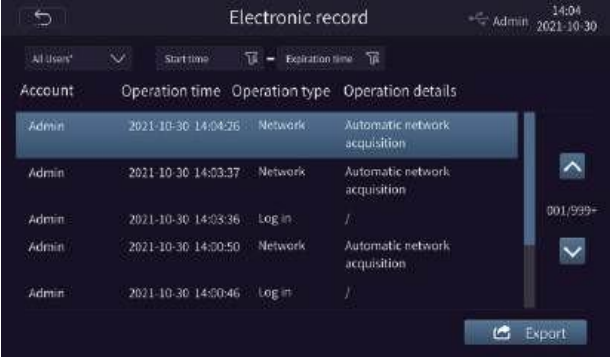 Electronic record
Admin
14:04
2021-10-30
All Users*
Start time
Expiration time
Account Operation time Operation type Operation details
Admin 2021-10-30 14:04:26 Network Automatic network
acquisition
Admin 2021-10-30 14:03:37 Network Automatic network
acquisition
Admin 2021-10-30 14:03:36 Log in /
Admin 2021-10-30 14:00:50 Network Automatic network
acquisition
Admin 2021-10-30 14:00:46 Log in /
001/999+
Export